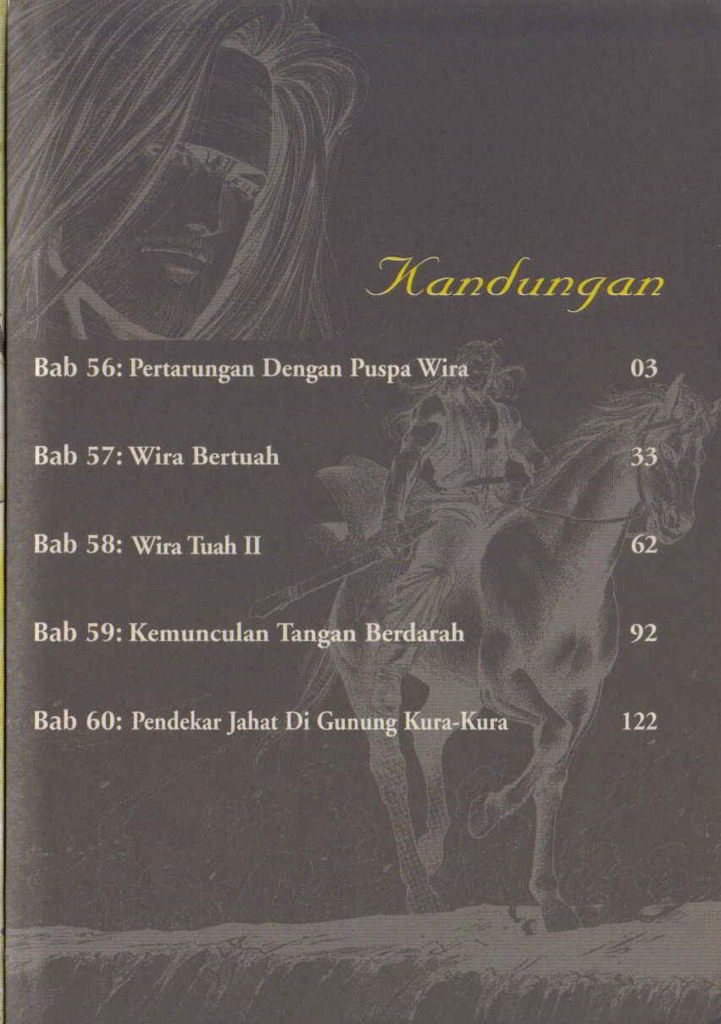 Kandungan
Bab 56: Pertarungan Dengan Puspa Wira 03
Bab 57: Wira Bertuah 33
Bab 58: Wira Tuah II 62
Bab 59: Kemunculan Tangan Berdarah 92
Bab 60: Pendekar Jahat Di Gunung Kura-Kura 122